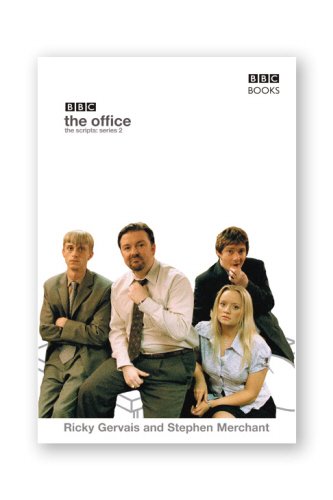 BBC
BOOKS
BBC
the office
the scripts: series 2
Ricky Gervais and Stephen Merchant